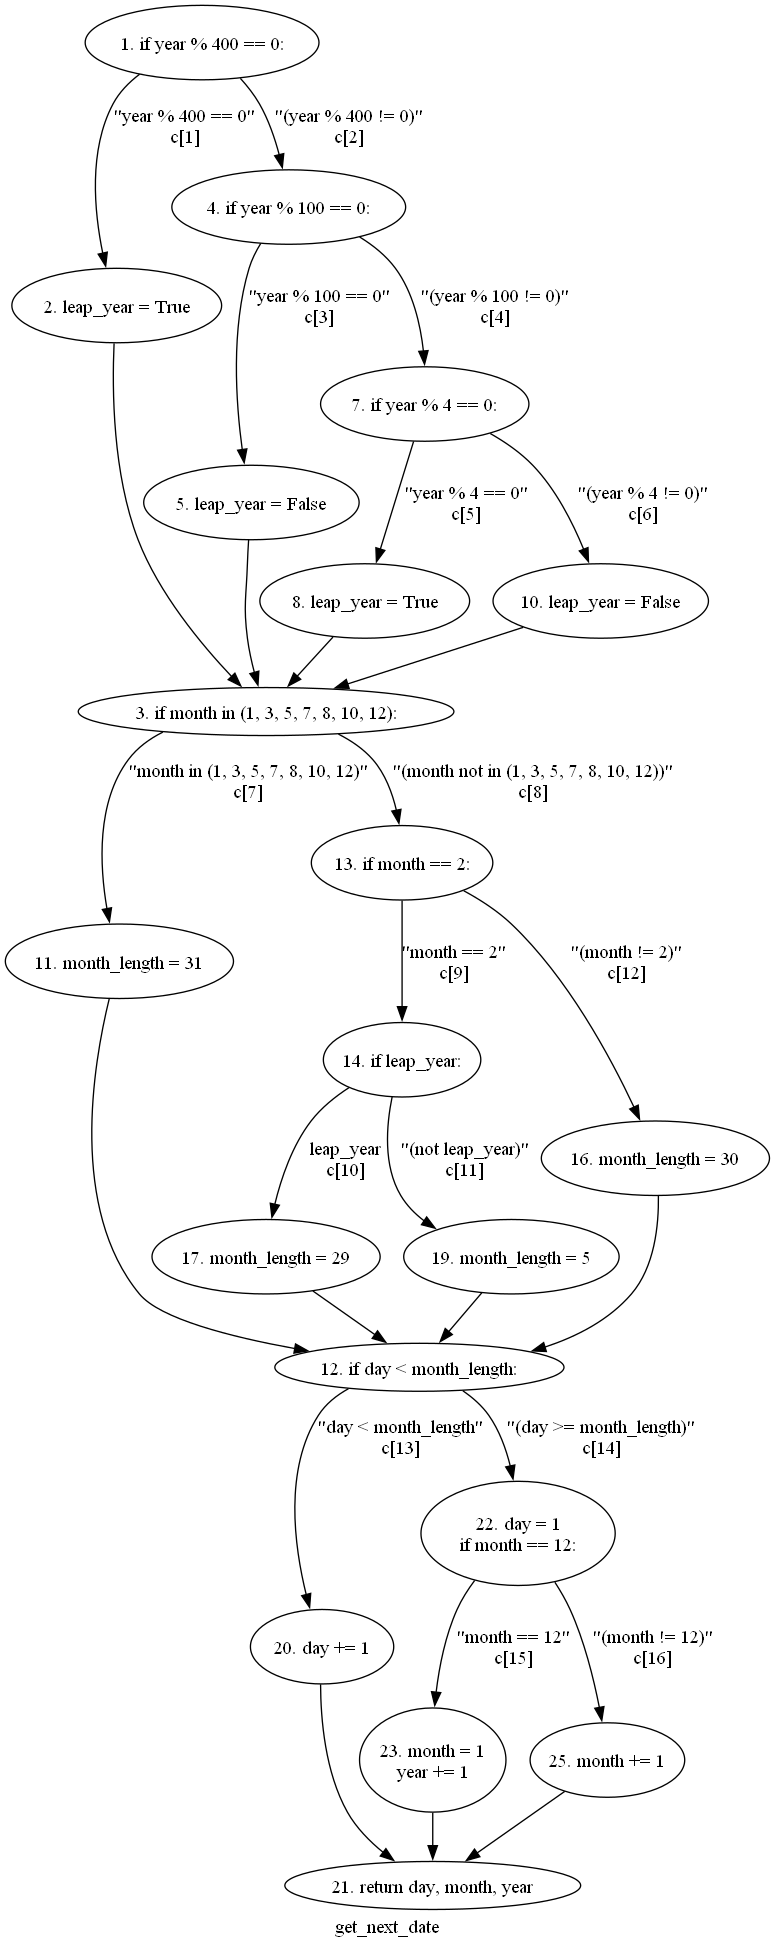 1. if year % 400 == 0:
"year % 400 == 0"
c[1]
"(year % 400 != 0)"
c[2]
4. if year % 100 == 0:
2. leap_year = True
"year % 100 == 0"
c[3]
"(year % 100 != 0)"
c[4]
7. if year % 4 == 0:
5. leap_year = False
"year % 4 == 0"
c[5]
"(year % 4 != 0)"
c[6]
8. leap_year = True
10. leap_year = False
3. if month in (1, 3, 5, 7, 8, 10, 12):
"month in (1, 3, 5, 7, 8, 10, 12)"
c[7]
"(month not in (1, 3, 5, 7, 8, 10, 12))"
c[8]
13. if month == 2:
11. month_length = 31
"month == 2"
c[9]
"(month != 2)"
c[12]
14. if leap_year:
leap_year
c[10]
"(not leap_year)"
c[11]
16. month_length = 30
17. month_length = 29
19. month_length = 5
12. if day < month_length:
"day < month_length"
c[13]
"(day >= month_length)"
c[14]
22. day = 1
if month == 12:
20. day += 1
"month == 12"
c[15]
"(month != 12)"
c[16]
23. month = 1
year += 1
25. month += 1
21. return day, month, year
get_next_date